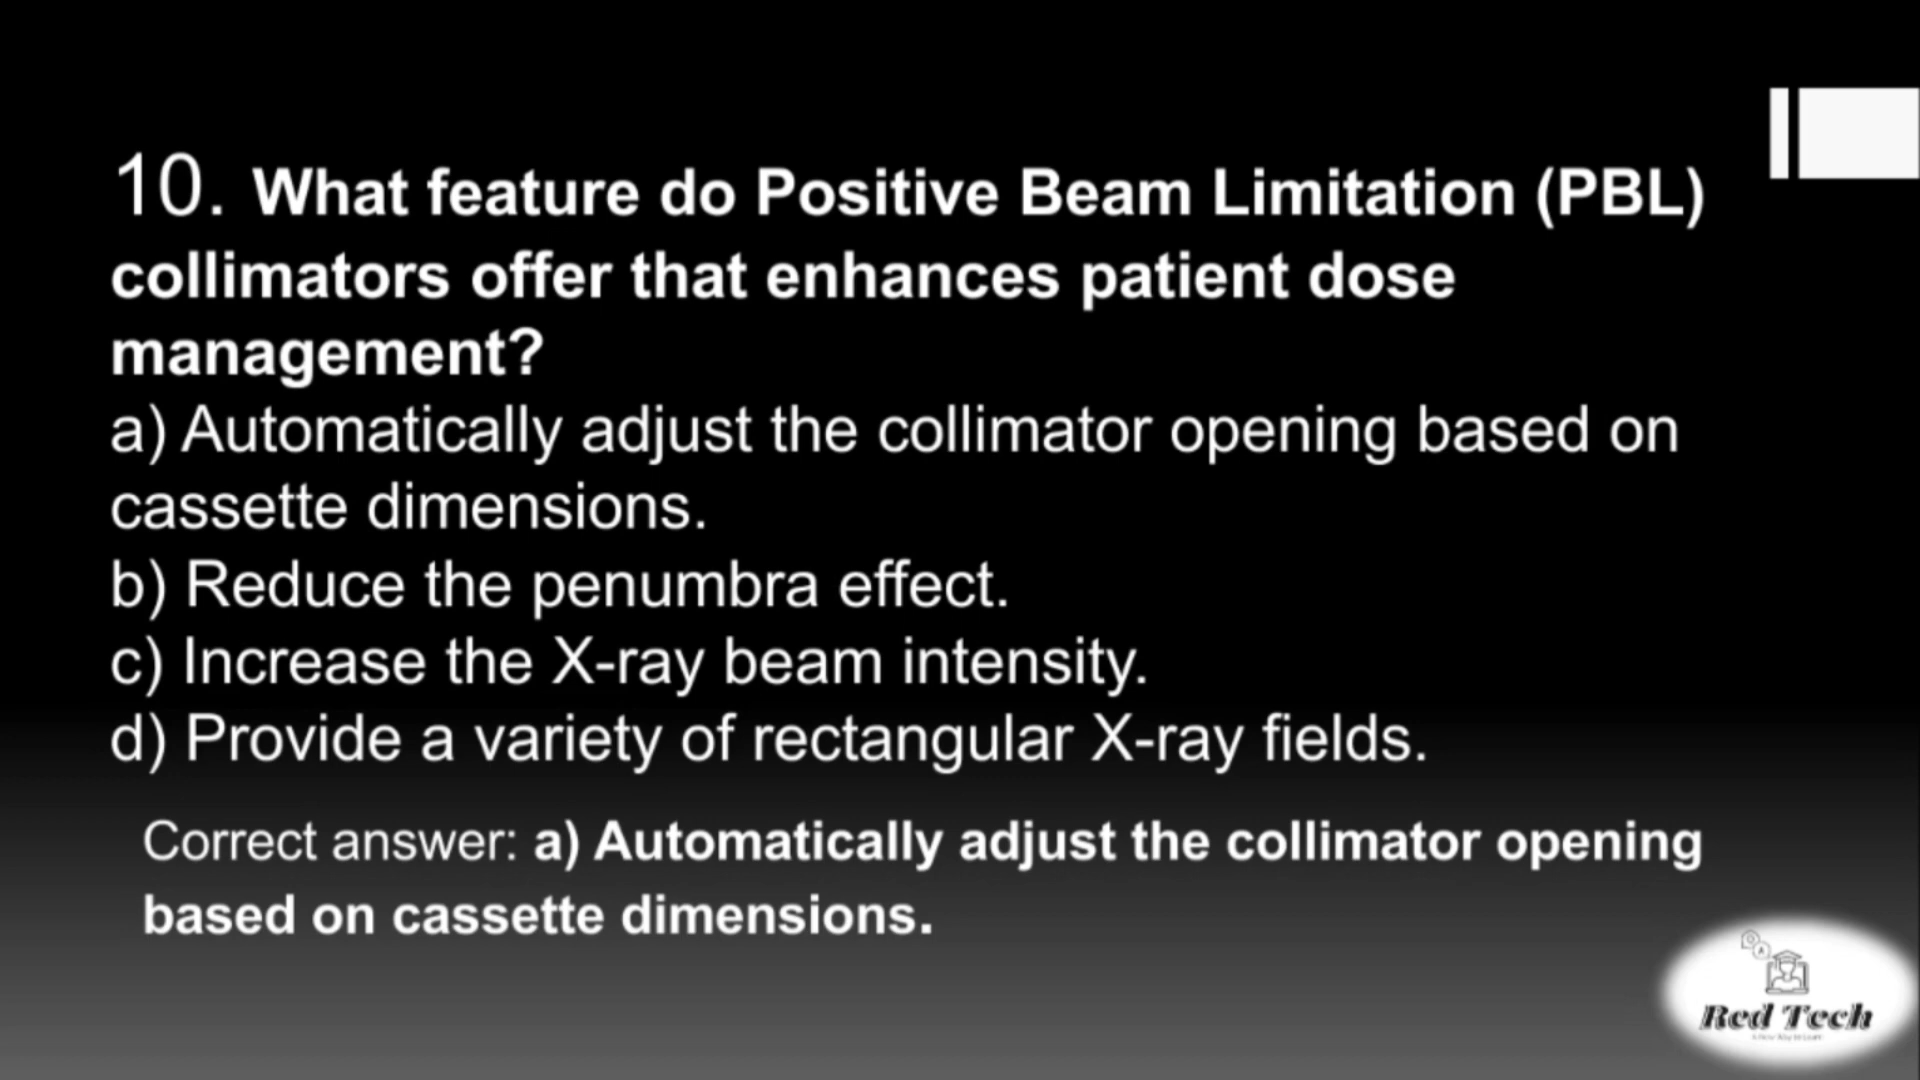 10. What feature do Positive Beam Limitation (PBL)
collimators offer that enhances patient dose
management?
a) Automatically adjust the collimator opening based on
cassette dimensions.
b) Reduce the penumbra effect.
c) Increase the X-ray beam intensity.
d) Provide a variety of rectangular X-ray fields.
Correct answer: a) Automatically adjust the collimator opening
based on cassette dimensions.
Q
A
Red Tech